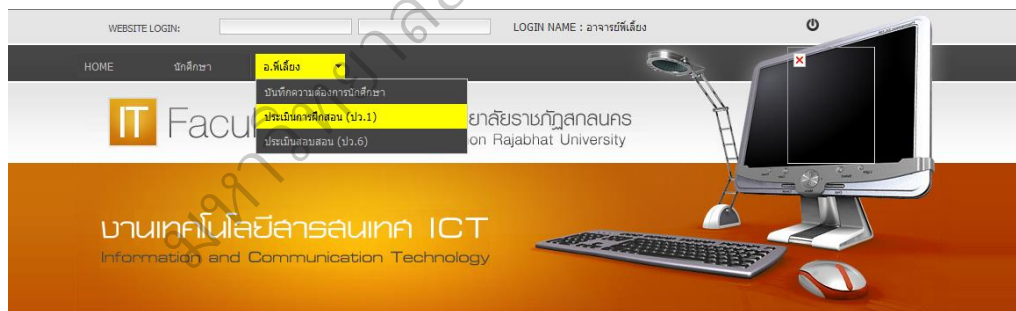 WEBSITE LOGIN: LOGIN NAME : อาจารย์พี่เลี้ยง
HOME นักศึกษา อ.พี่เลี้ยง
บันทึกความต้องการนักศึกษา
ประเมินการฝึกสอน (ปว.1)
ประเมินสอบสอน (ปว.6)
IT Facu ยาลัยราชภัฏสกลนคร
on Rajabhat University
งานเทคโนโลยีสารสนเทศ ICT
Information and Communication Technology